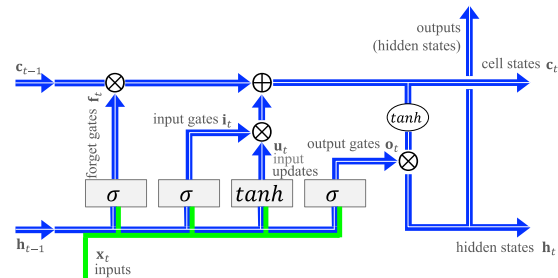 outputs
(hidden states)
c_{t−1}
cell states c_t
forget gates f_t
tanh
input gates i_t
output gates o_t
u_t
input
updates
σ
σ
tanh
σ
h_{t−1}
h_t
hidden states
x_t
inputs